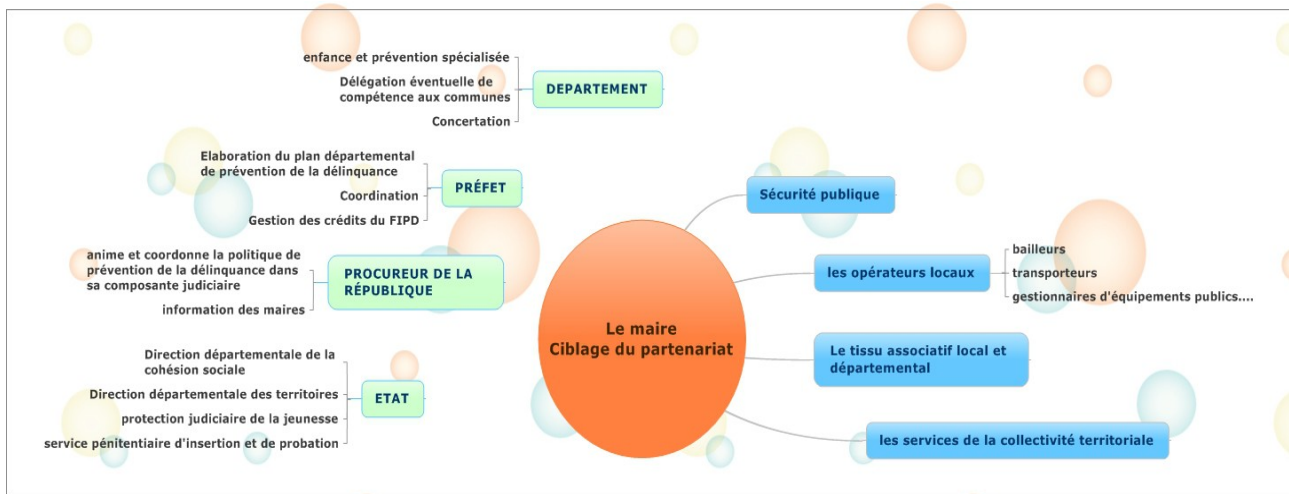 enfance et prévention spécialisée
Délégation éventuelle de
compétence aux communes
Concertation
DEPARTEMENT
Elaboration du plan départemental
de prévention de la délinquance
Coordination
Gestion des crédits du FIPD
PRÉFET
anime et coordonne la politique de
prévention de la délinquance dans
sa composante judiciaire
information des maires
PROCUREUR DE LA
RÉPUBLIQUE
Direction départementale de la
cohésion sociale
Direction départementale des territoires
protection judiciaire de la jeunesse
service pénitentiaire d'insertion et de probation
ETAT
Le maire
Ciblage du partenariat
Sécurité publique
les opérateurs locaux
bailleurs
transporteurs
gestionnaires d'équipements publics....
Le tissu associatif local et
départemental
les services de la collectivité territoriale